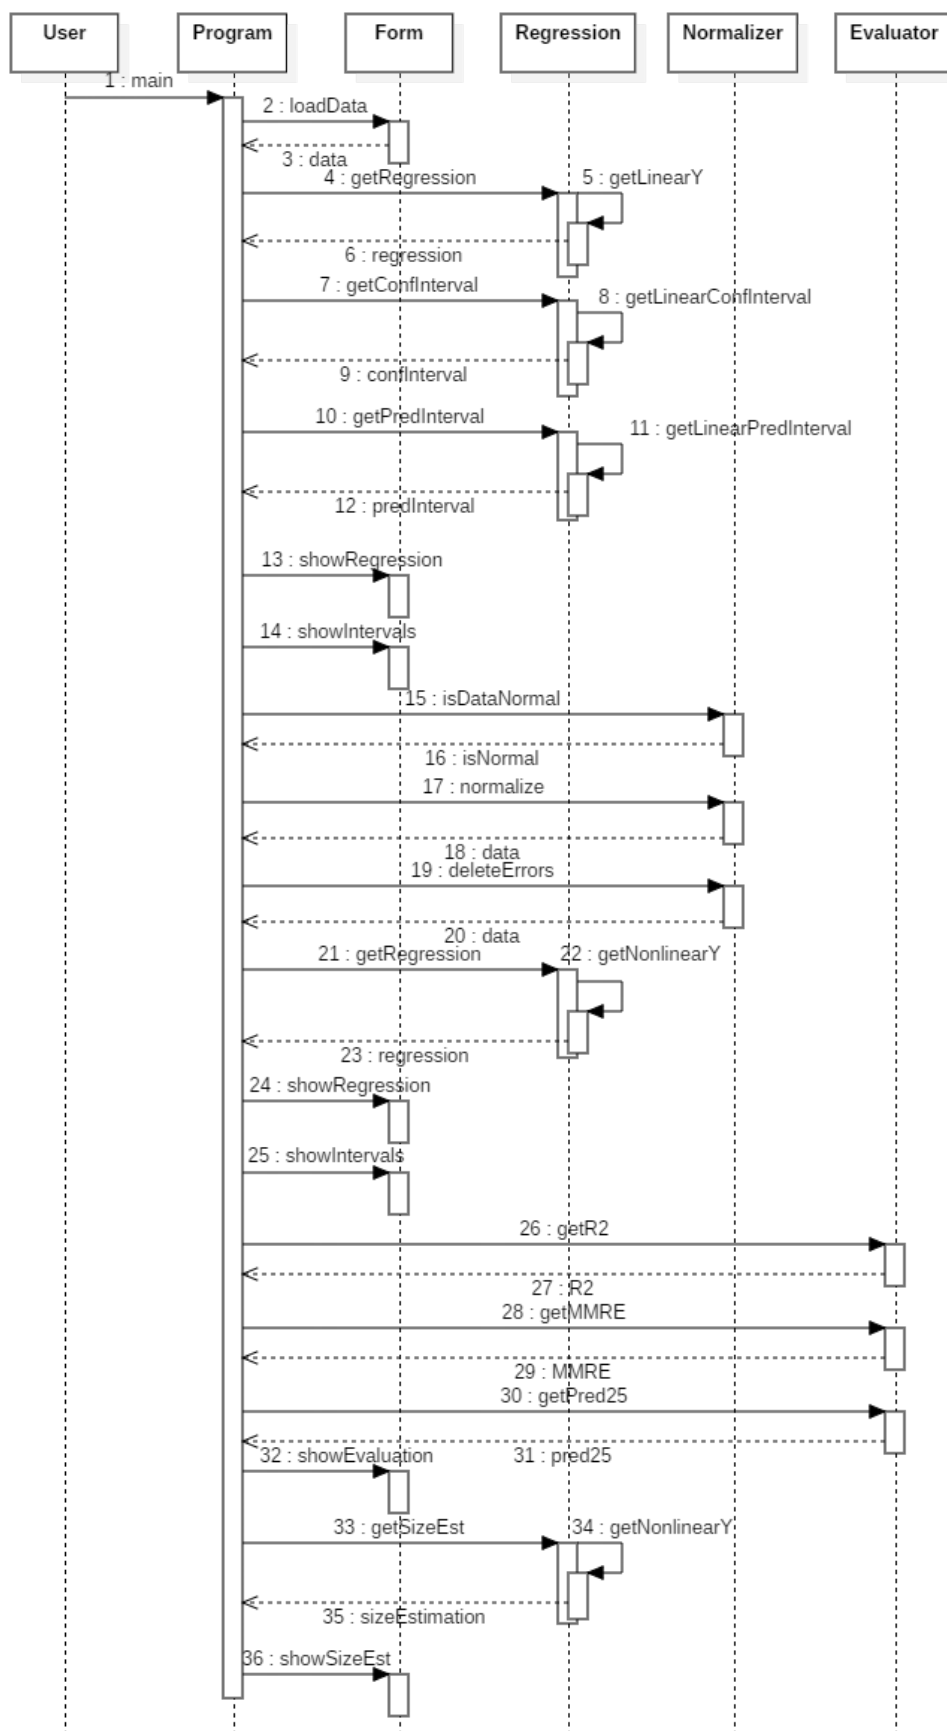 User Program Form Regression Normalizer Evaluator
1 : main
2 : loadData
3 : data
4 : getRegression 5 : getLinearY
6 : regression
7 : getConfInterval
8 : getLinearConfInterval
9 : confInterval
10 : getPredInterval
11 : getLinearPredInterval
12 : predInterval
13 : showRegression
14 : showIntervals
15 : isDataNormal
16 : isNormal
17 : normalize
18 : data
19 : deleteErrors
20 : data
21 : getRegression 22 : getNonlinearY
23 : regression
24 : showRegression
25 : showIntervals
26 : getR2
27 : R2
28 : getMMRE
29 : MMRE
30 : getPred25
32 : showEvaluation 31 : pred25
33 : getSizeEst 34 : getNonlinearY
35 : sizeEstimation
36 : showSizeEst